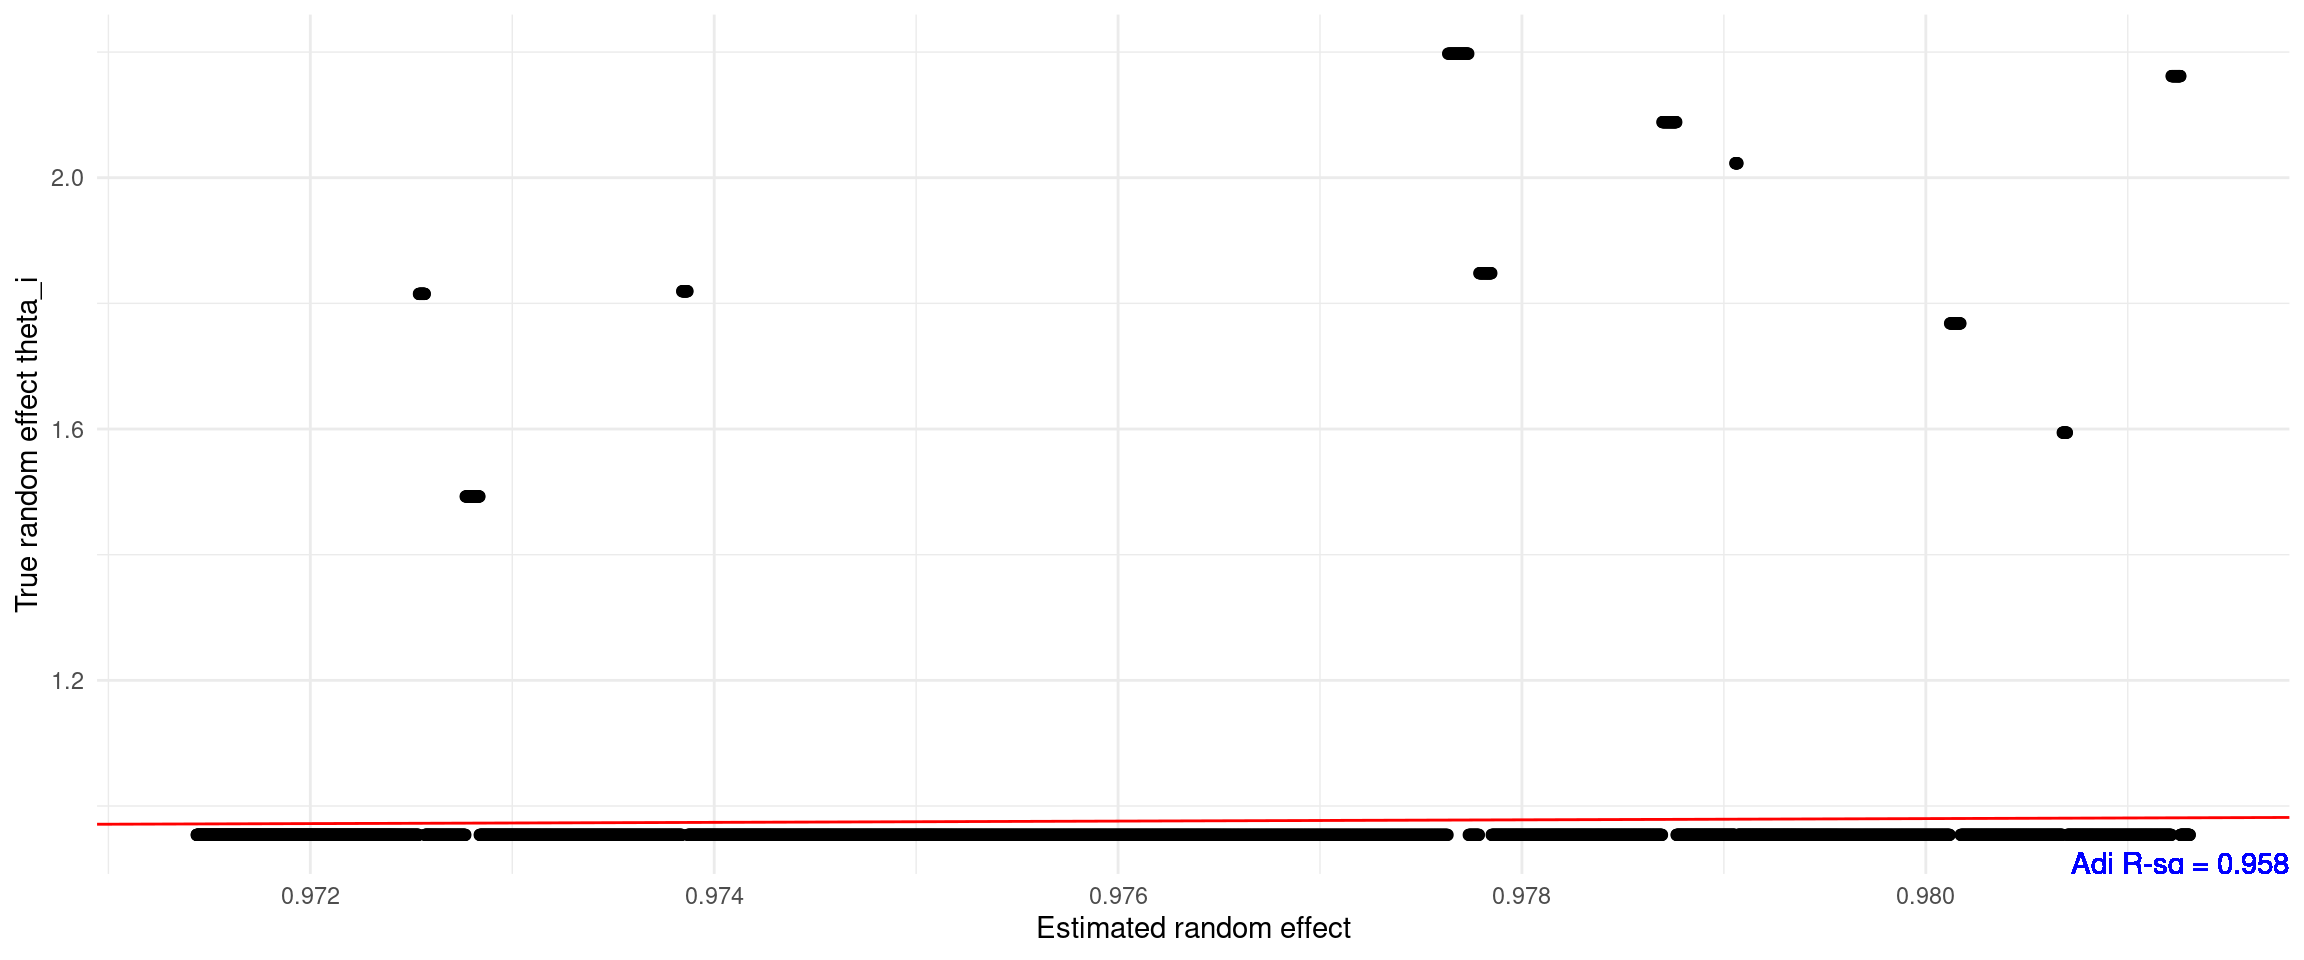 True random effect theta_i
2.0
1.6
1.2
Adj R-sq = 0.958
0.972 0.974 0.976 0.978 0.980
Estimated random effect